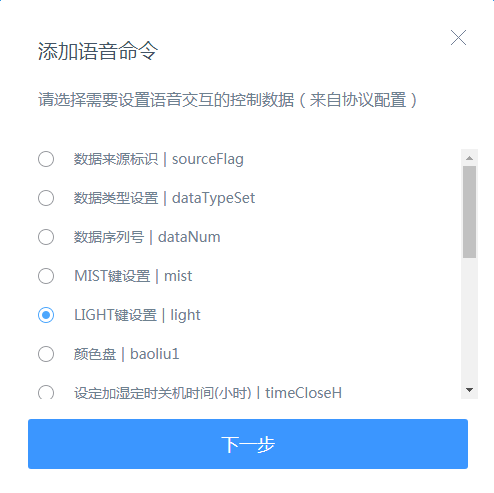 添加语音命令
请选择需要设置语音交互的控制数据（来自协议配置）
数据来源标识 | sourceFlag
数据类型设置 | dataTypeSet
数据序列号 | dataNum
MIST键设置 | mist
LIGHT键设置 | light
颜色盘 | baoliu1
设定加湿定时关机时间(小时) | timeCloseH
下一步